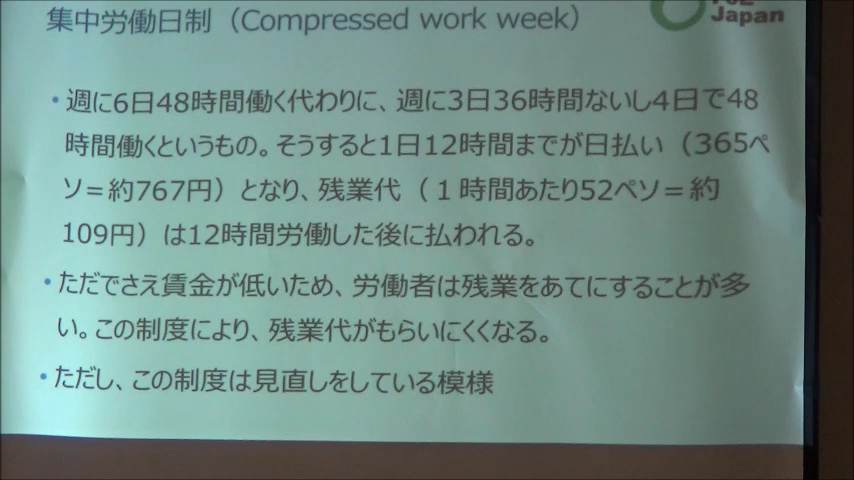 集中労働日制（Compressed work week）
Japan
・週に6日48時間働く代わりに、週に3日36時間ないし4日で48
時間働くというもの。そうすると1日12時間までが日払い（365ペ
ソ＝約767円）となり、残業代（１時間あたり52ペソ＝約
109円）は12時間労働した後に払われる。
・ただでさえ賃金が低いため、労働者は残業をあてにすることが多
い。この制度により、残業代がもらいにくくなる。
・ただし、この制度は見直しをしている模様